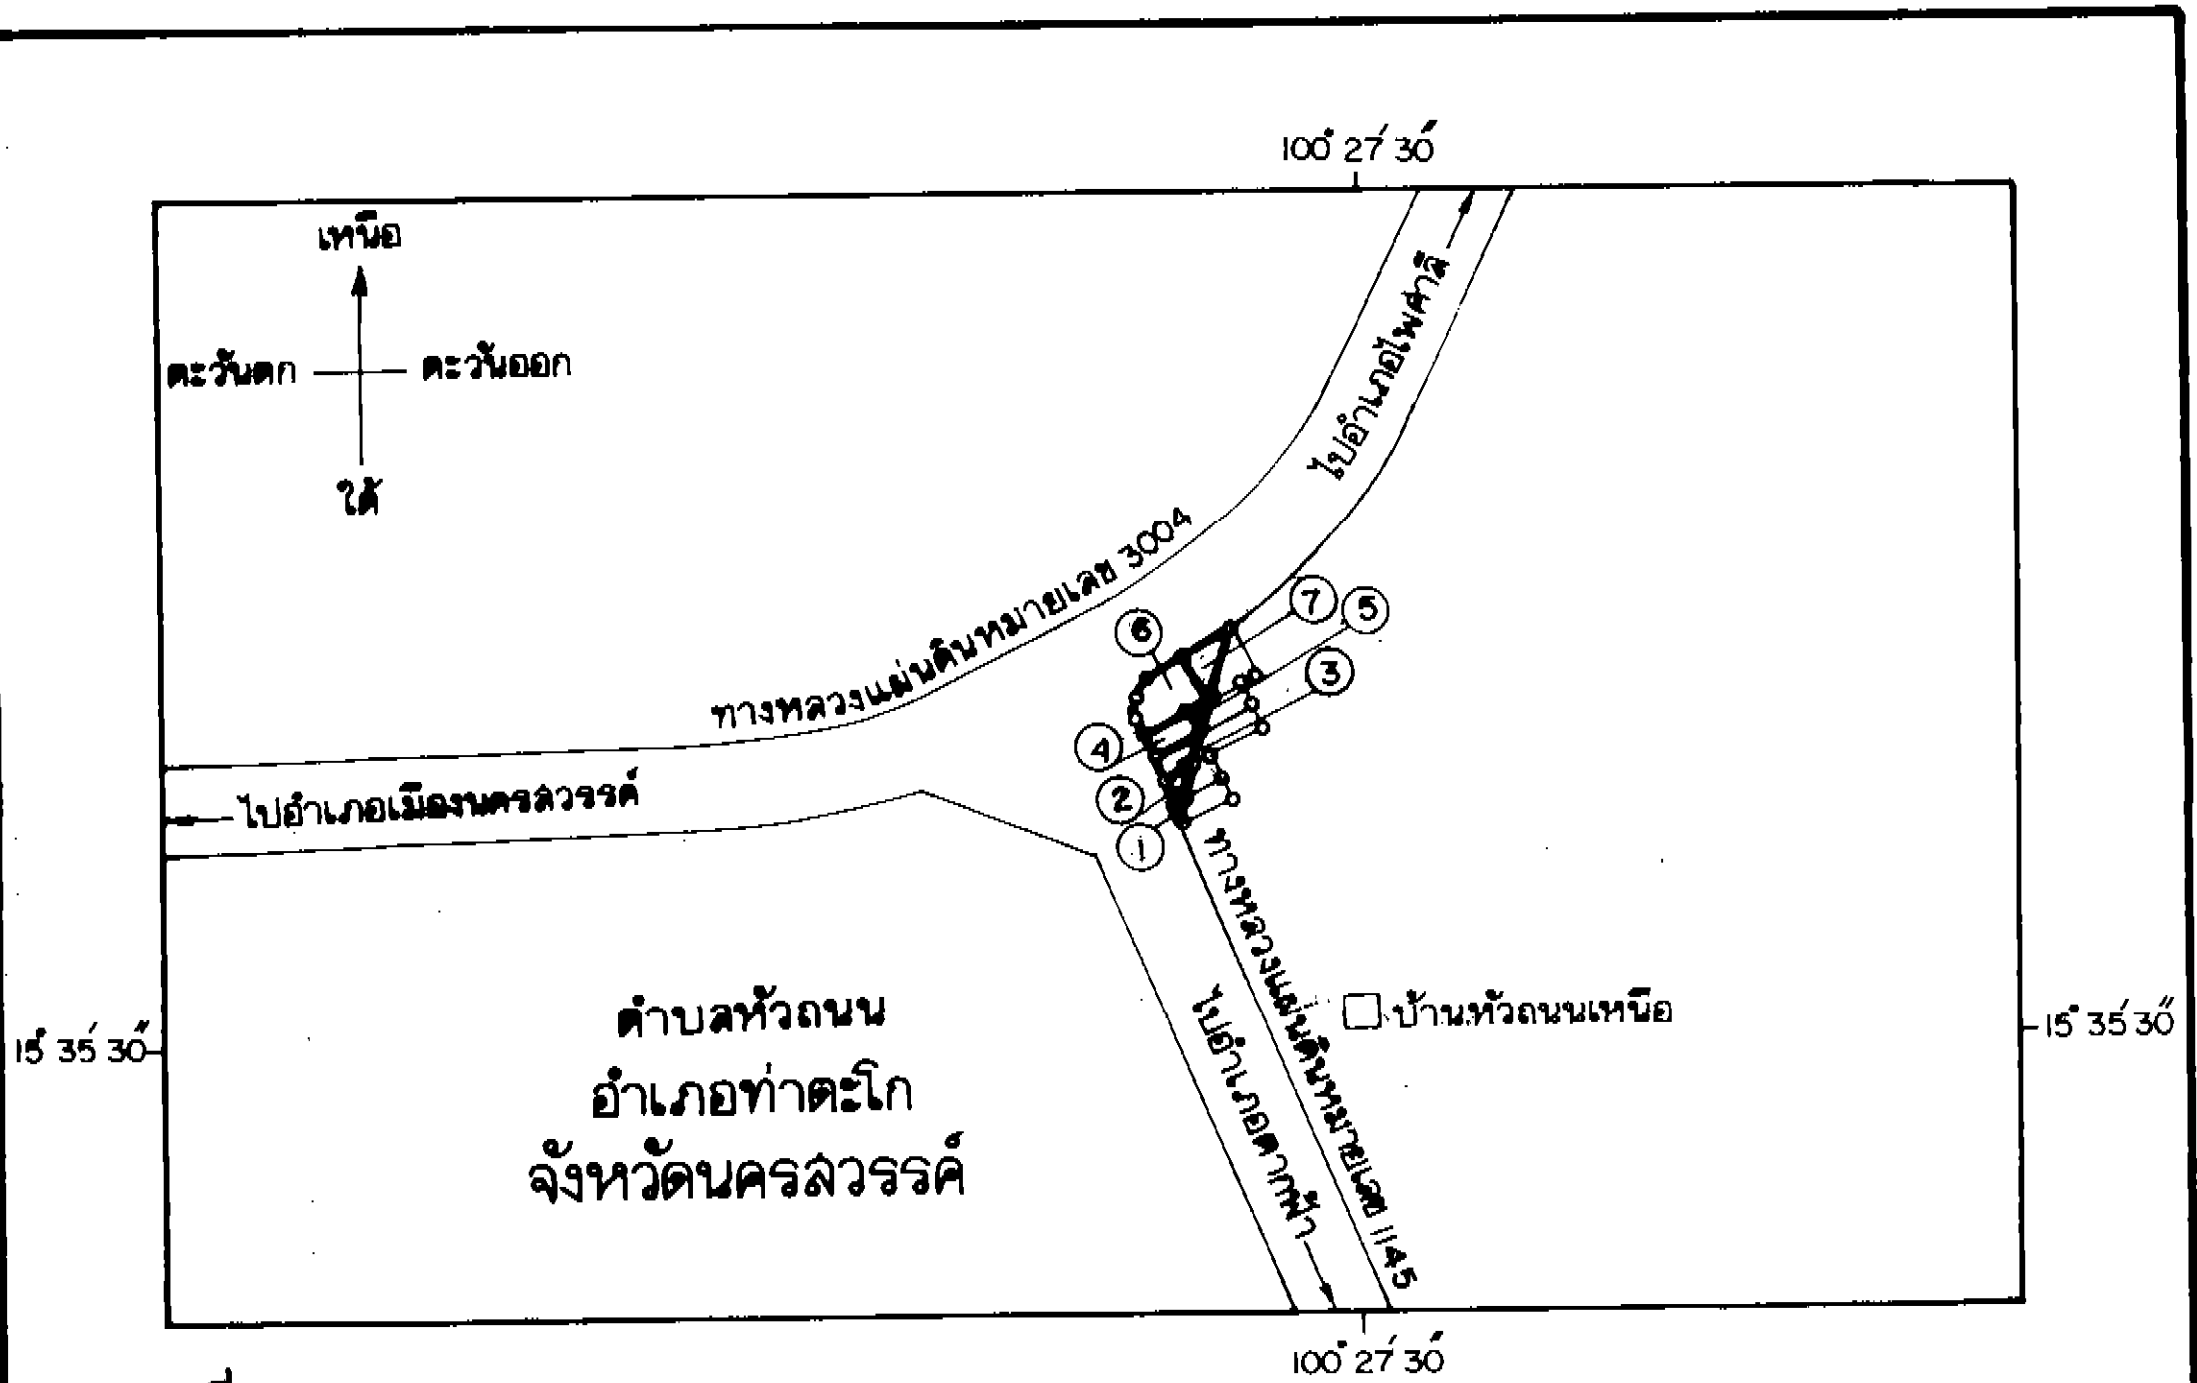 100° 27′ 30″
เหนือ
ตะวันตก
ตะวันออก
ใต้
ไปอำเภอไพศาลี
ทางหลวงแผ่นดินหมายเลข 3004
7
5
6
3
4
2
1
ไปอำเภอเมืองนครสวรรค์
ทางหลวงแผ่นดินหมายเลข 1145
ไปอำเภอตากฟ้า
บ้านหัวถนนเหนือ
ตำบลหัวถนน
อำเภอท่าตะโก
จังหวัดนครสวรรค์
15° 35′ 30″
15° 35′ 30″
100° 27′ 30″